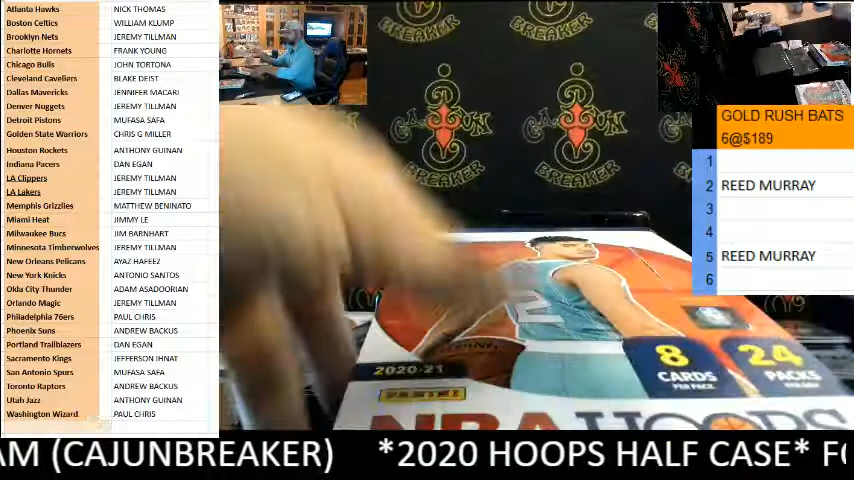 Atlanta Hawks NICK THOMAS
Boston Celtics WILLIAM KLUMP
Brooklyn Nets JEREMY TILLMAN
Charlotte Hornets FRANK YOUNG
Chicago Bulls JOHN TORTONA
Cleveland Cavaliers BLAKE DEIST
Dallas Mavericks JENNIFER MACARI
Denver Nuggets JEREMY TILLMAN
Detroit Pistons MUFASA SAFA
Golden State Warriors CHRIS G MILLER
Houston Rockets ANTHONY GUINAN
Indiana Pacers DAN EGAN
LA Clippers JEREMY TILLMAN
LA Lakers JEREMY TILLMAN
Memphis Grizzlies MATTHEW BENINATO
Miami Heat JIMMY LE
Milwaukee Bucs JIM BARNHART
Minnesota Timberwolves JEREMY TILLMAN
New Orleans Pelicans AYAZ HAFEEZ
New York Knicks ANTONIO SANTOS
Okla City Thunder ADAM ASADOORIAN
Orlando Magic JEREMY TILLMAN
Philadelphia 76ers PAUL CHRIS
Phoenix Suns ANDREW BACKUS
Portland Trailblazers DAN EGAN
Sacramento Kings JEFFERSON IHNAT
San Antonio Spurs MUFASA SAFA
Toronto Raptors ANDREW BACKUS
Utah Jazz ANTHONY GUINAN
Washington Wizard PAUL CHRIS
BREAKER
BREAKER
CAJUN
BREAKER
CAJUN
BREAKER
GOLD RUSH BATS
6@$189
1
2 REED MURRAY
3
4
5 REED MURRAY
6
2020-21
PANINI
8
CARDS
PER PACK
24
PACKS
NBA HOOPS
AM (CAJUNBREAKER) *2020 HOOPS HALF CASE* FO